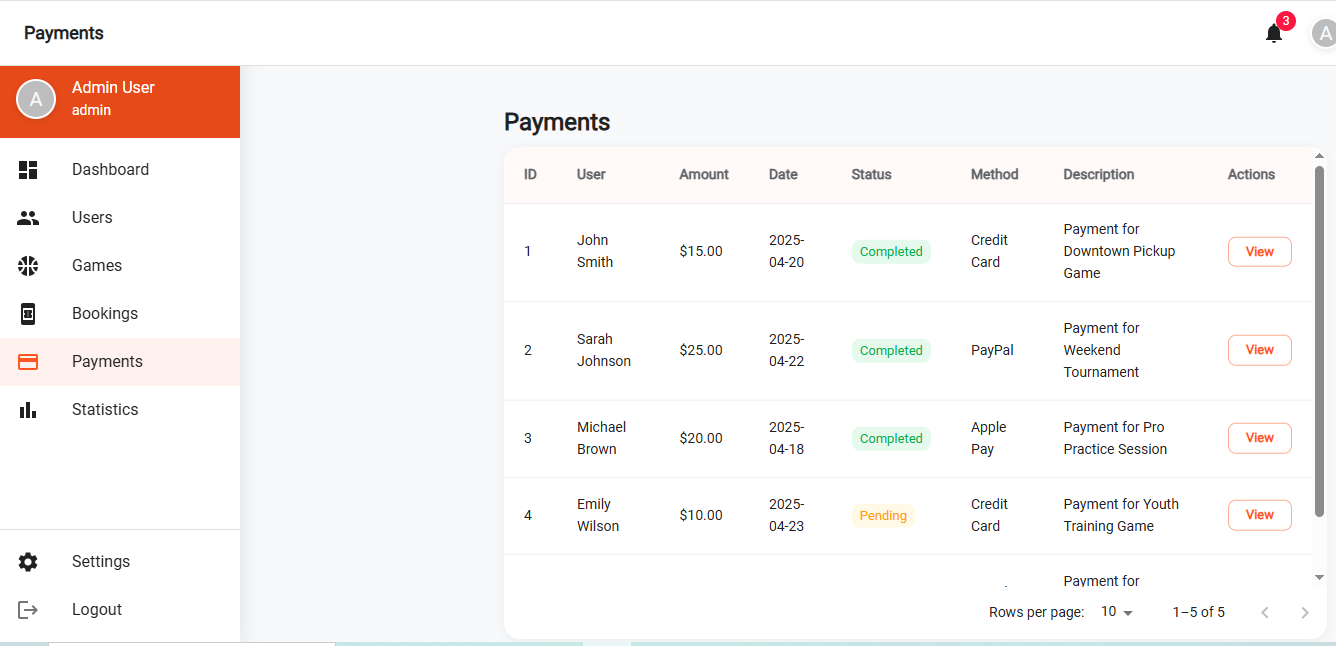 Payments
3
A
A
Admin User
admin
Dashboard
Users
Games
Bookings
Payments
Statistics
Settings
Logout
Payments
ID User Amount Date Status Method Description Actions
1 John Smith $15.00 2025-04-20 Completed Credit Card Payment for Downtown Pickup Game View
2 Sarah Johnson $25.00 2025-04-22 Completed PayPal Payment for Weekend Tournament View
3 Michael Brown $20.00 2025-04-18 Completed Apple Pay Payment for Pro Practice Session View
4 Emily Wilson $10.00 2025-04-23 Pending Credit Card Payment for Youth Training Game View
Payment for
Rows per page: 10 1–5 of 5